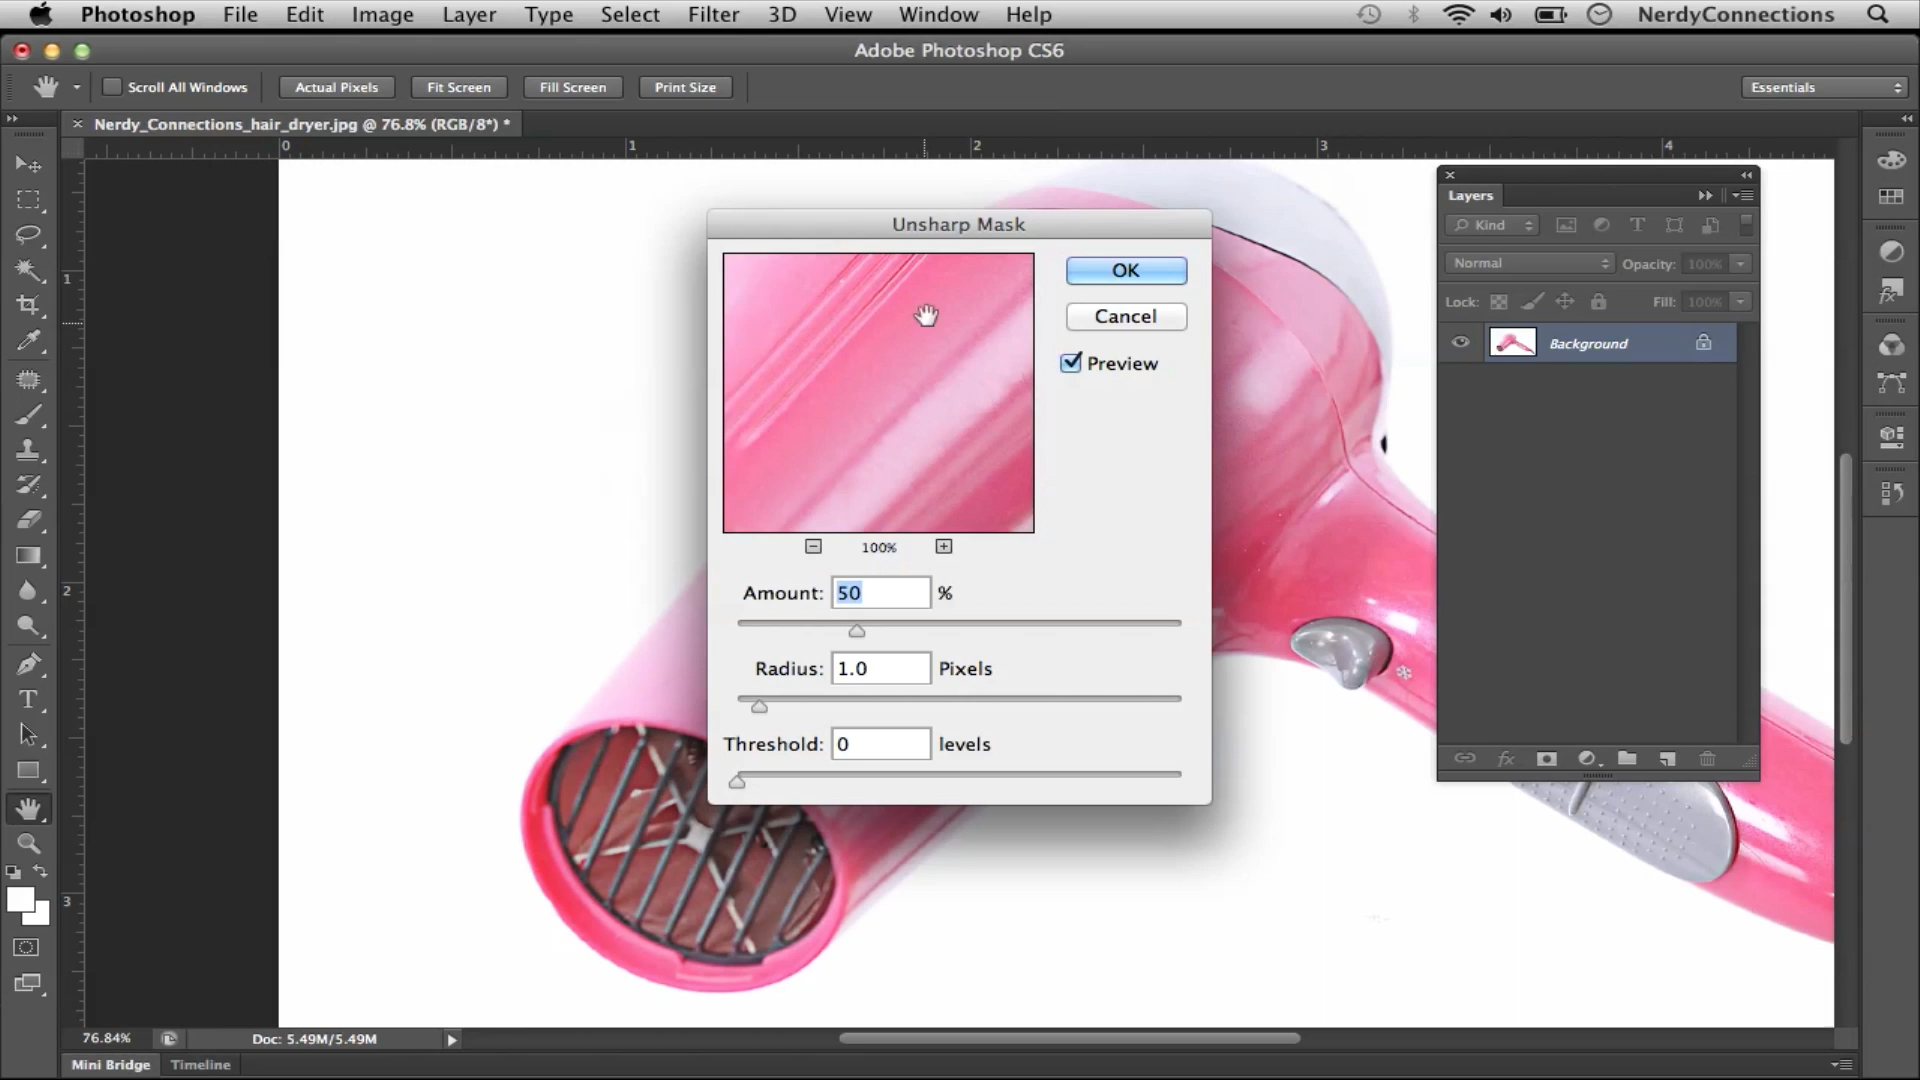 Photoshop File Edit Image Layer Type Select Filter 3D View Window Help NerdyConnections
Adobe Photoshop CS6
Scroll All Windows Actual Pixels Fit Screen Fill Screen Print Size Essentials
Nerdy_Connections_hair_dryer.jpg @ 76.8% (RGB/8*) *
0 1 2 3 4
Layers
Kind
Normal Opacity: 100%
Lock: Fill: 100%
Background
Unsharp Mask
OK
Cancel
Preview
100%
Amount: 50 %
Radius: 1.0 Pixels
Threshold: 0 levels
1
2
3
76.84% Doc: 5.49M/5.49M
Mini Bridge Timeline